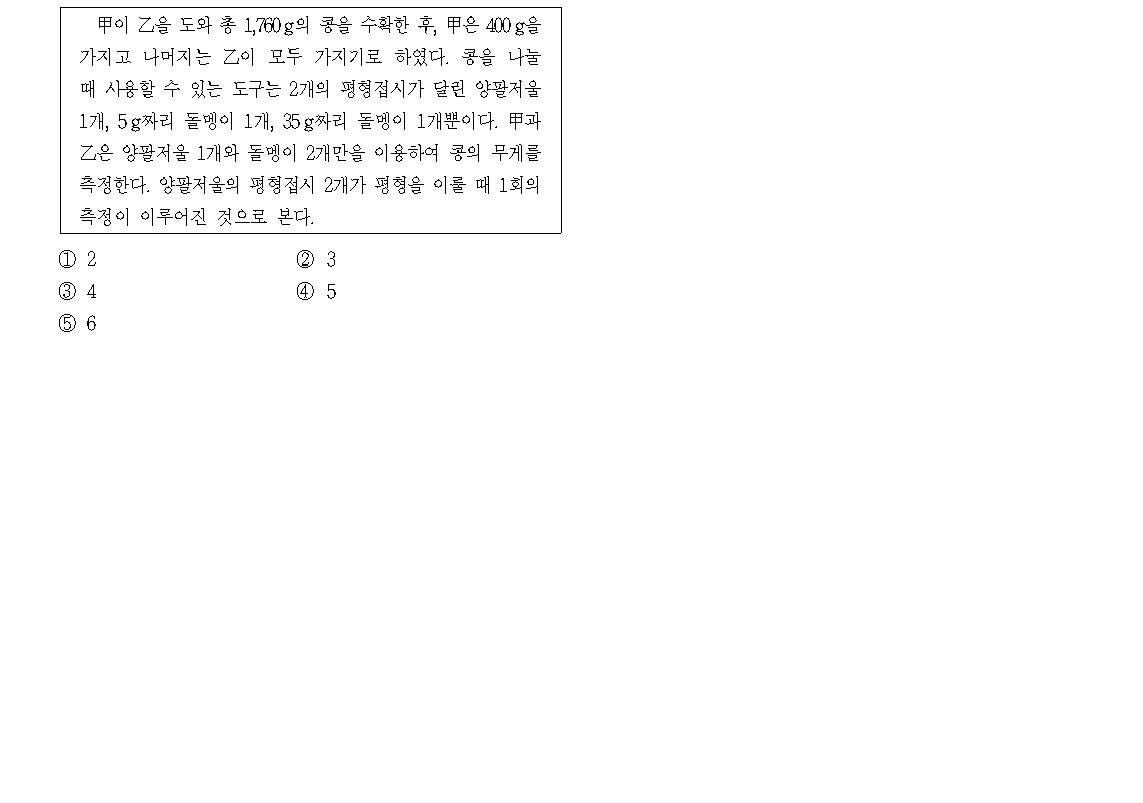 甲이 乙을 도와 총 1,760 g의 콩을 수확한 후, 甲은 400 g을
가지고 나머지는 乙이 모두 가지기로 하였다. 콩을 나눌
때 사용할 수 있는 도구는 2개의 평형접시가 달린 양팔저울
1개, 5 g짜리 돌멩이 1개, 35 g짜리 돌멩이 1개뿐이다. 甲과
乙은 양팔저울 1개와 돌멩이 2개만을 이용하여 콩의 무게를
측정한다. 양팔저울의 평형접시 2개가 평형을 이룰 때 1회의
측정이 이루어진 것으로 본다.
① 2 ② 3
③ 4 ④ 5
⑤ 6